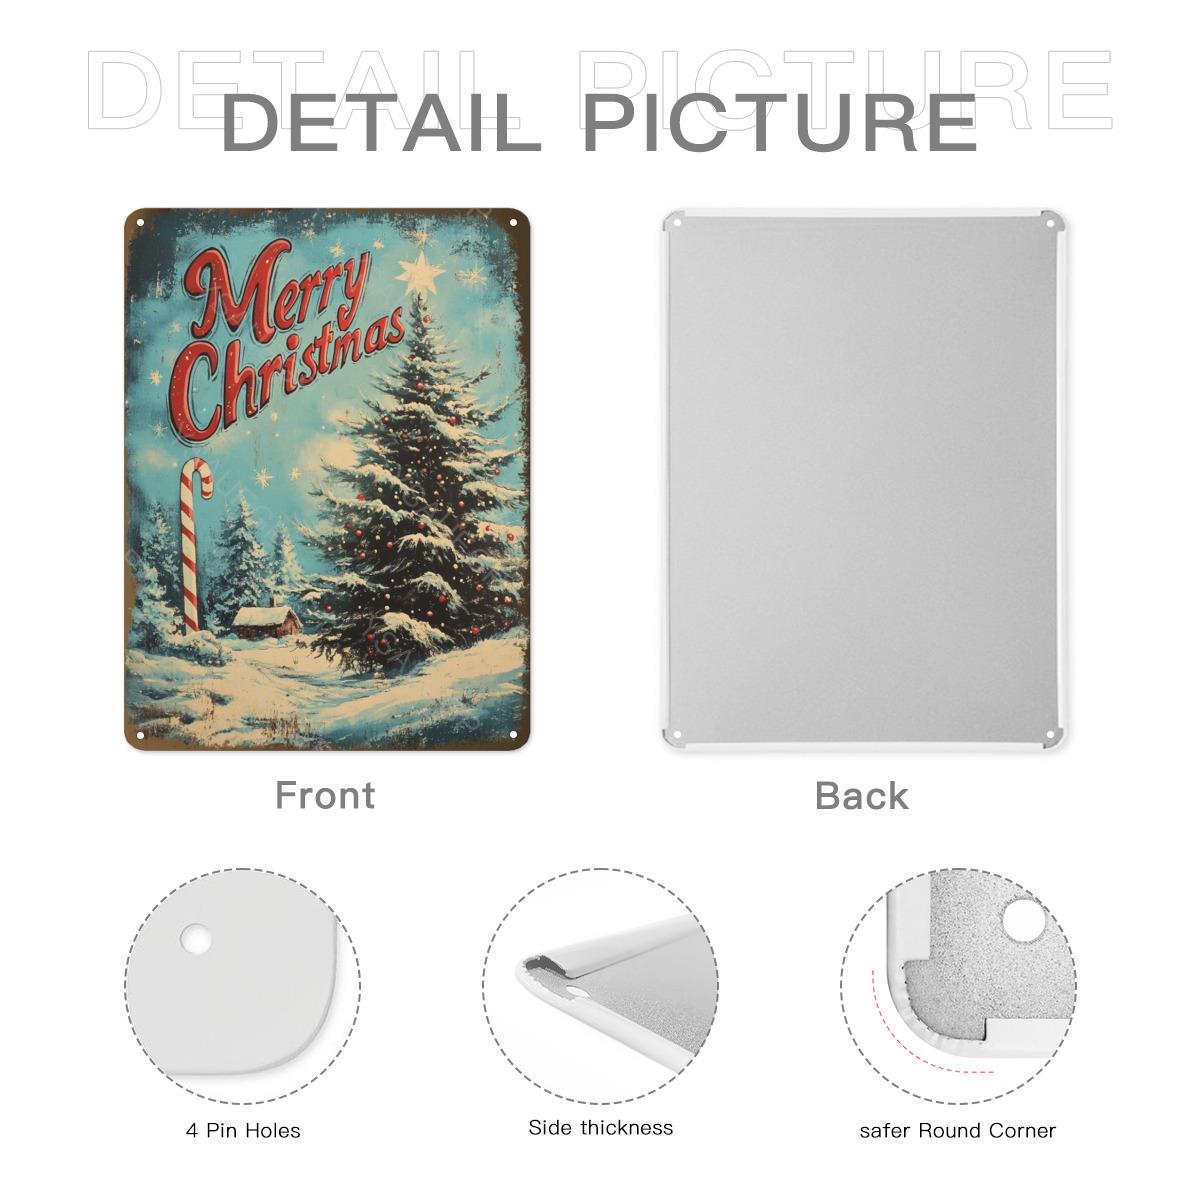 DETAIL PICTURE
DETAIL PICTURE
Merry
Christmas
Front
Back
4 Pin Holes
Side thickness
safer Round Corner